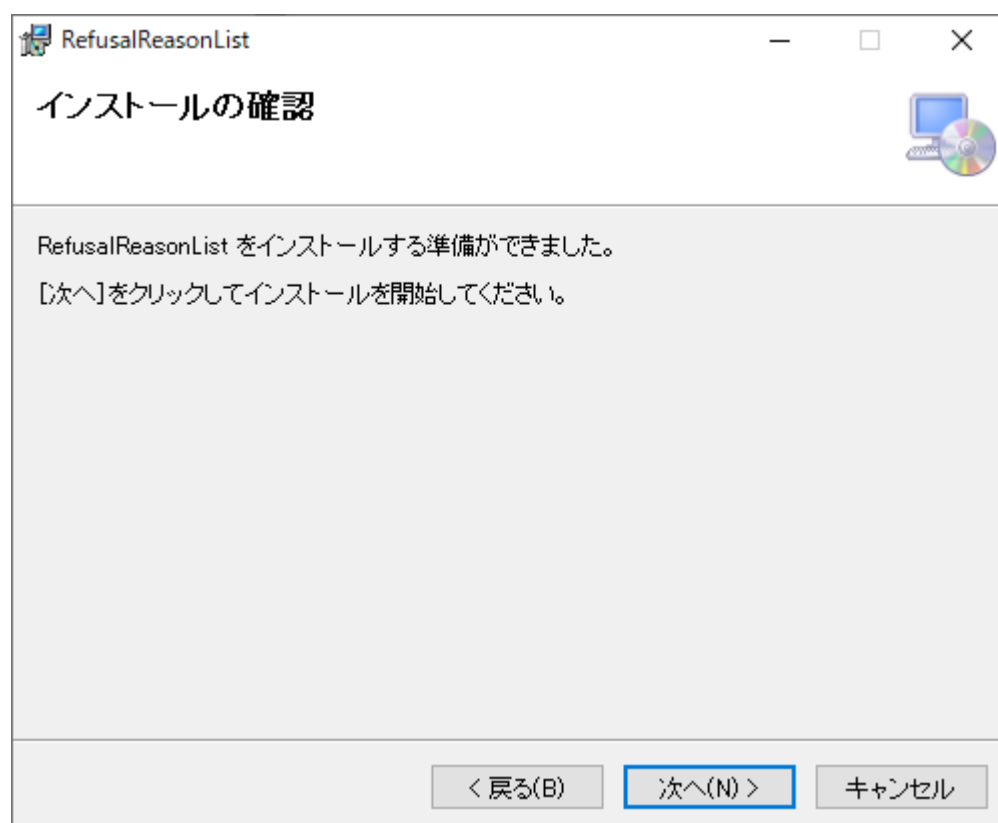 RefusalReasonList
インストールの確認
RefusalReasonList をインストールする準備ができました。
[次へ]をクリックしてインストールを開始してください。
< 戻る(B)
次へ(N) >
キャンセル